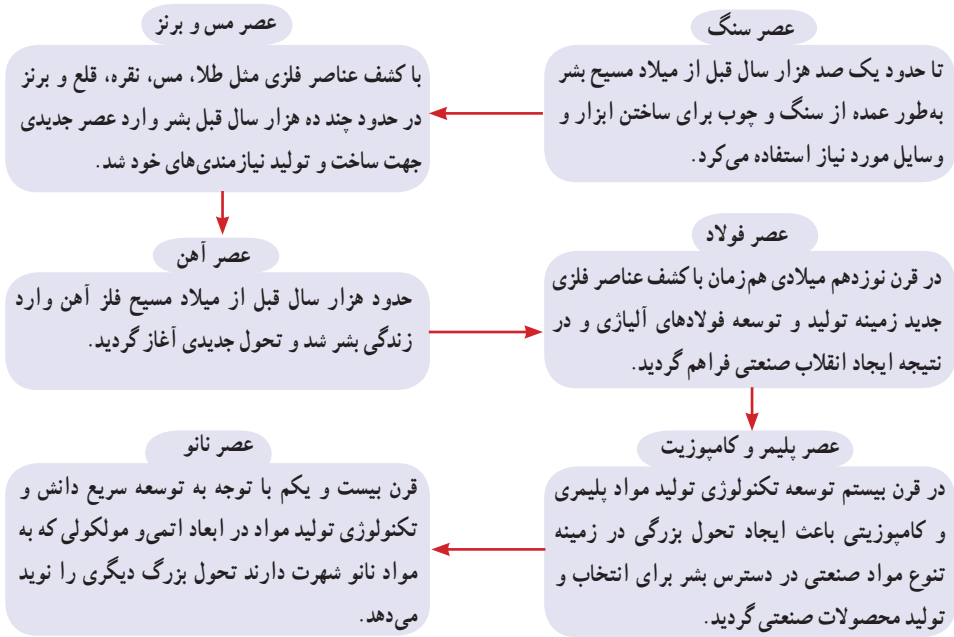 عصر سنگ
تا حدود یک صد هزار سال قبل از میلاد مسیح بشر
به‌طور عمده از سنگ و چوب برای ساختن ابزار و
وسایل مورد نیاز استفاده می‌کرد.
عصر مس و برنز
با کشف عناصر فلزی مثل طلا، مس، نقره، قلع و برنز
در حدود چند ده هزار سال قبل بشر وارد عصر جدیدی
جهت ساخت و تولید نیازمندی‌های خود شد.
عصر آهن
حدود هزار سال قبل از میلاد مسیح فلز آهن وارد
زندگی بشر شد و تحول جدیدی آغاز گردید.
عصر فولاد
در قرن نوزدهم میلادی هم‌زمان با کشف عناصر فلزی
جدید زمینه تولید و توسعه فولادهای آلیاژی و در
نتیجه ایجاد انقلاب صنعتی فراهم گردید.
عصر پلیمر و کامپوزیت
در قرن بیستم توسعه تکنولوژی تولید مواد پلیمری
و کامپوزیتی باعث ایجاد تحول بزرگی در زمینه
تنوع مواد صنعتی در دسترس بشر برای انتخاب و
تولید محصولات صنعتی گردید.
عصر نانو
قرن بیست و یکم با توجه به توسعه سریع دانش و
تکنولوژی تولید مواد در ابعاد اتمی‌و مولکولی که به
مواد نانو شهرت دارند تحول بزرگ دیگری را نوید
می‌دهد.